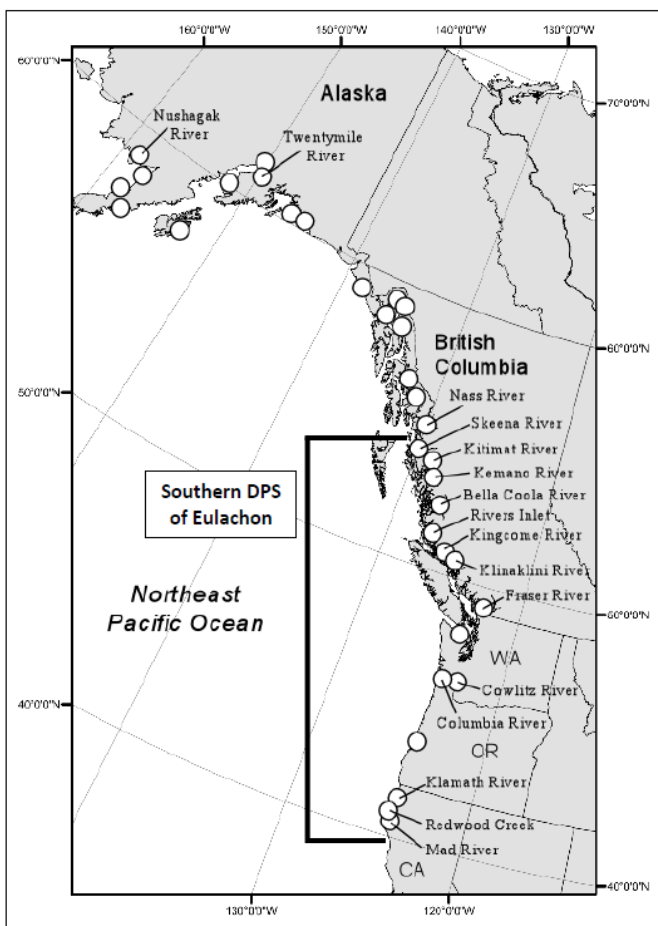 160°0'0"W
150°0'0"W
140°0'0"W
130°0'0"W
60°0'0"N
70°0'0"N
Alaska
Nushagak
River
Twentymile
River
British
Columbia
60°0'0"N
50°0'0"N
Nass River
Skeena River
Kitimat River
Kemano River
Southern DPS
of Eulachon
Bella Coola River
Rivers Inlet
Kingcome River
Klinaklini River
Northeast
Pacific Ocean
Fraser River
50°0'0"N
WA
Cowlitz River
40°0'0"N
Columbia River
OR
Klamath River
Redwood Creek
Mad River
CA
40°0'0"N
130°0'0"W
120°0'0"W